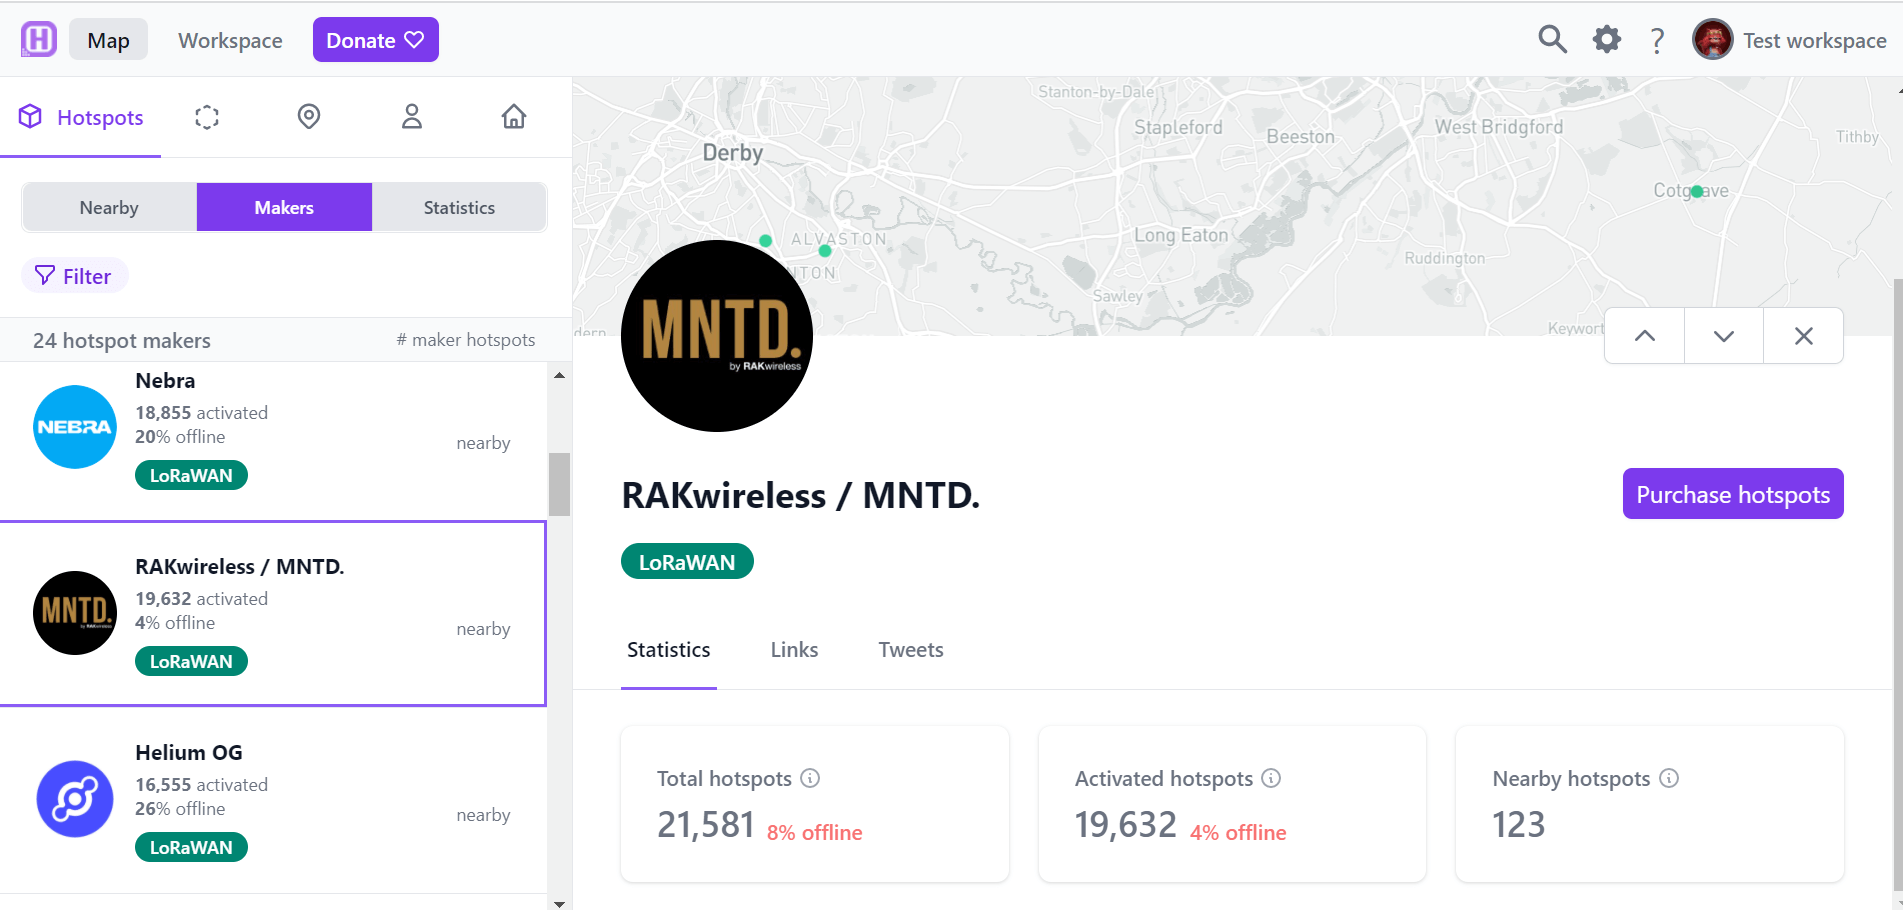 Map
Workspace
Donate
Test workspace
Hotspots
Nearby
Makers
Statistics
Filter
24 hotspot makers
# maker hotspots
Nebra
18,855 activated
20% offline
nearby
LoRaWAN
NEBRA
RAKwireless / MNTD.
19,632 activated
4% offline
nearby
LoRaWAN
MNTD.
by RAKwireless
Helium OG
16,555 activated
26% offline
nearby
LoRaWAN
Stanton-by-Dale
Stapleford
Beeston
West Bridgford
Tithby
Derby
Cotgrave
ALVASTON
Long Eaton
Ruddington
Sawley
MNTD.
by RAKwireless
RAKwireless / MNTD.
Purchase hotspots
LoRaWAN
Statistics
Links
Tweets
Total hotspots
21,581 8% offline
Activated hotspots
19,632 4% offline
Nearby hotspots
123